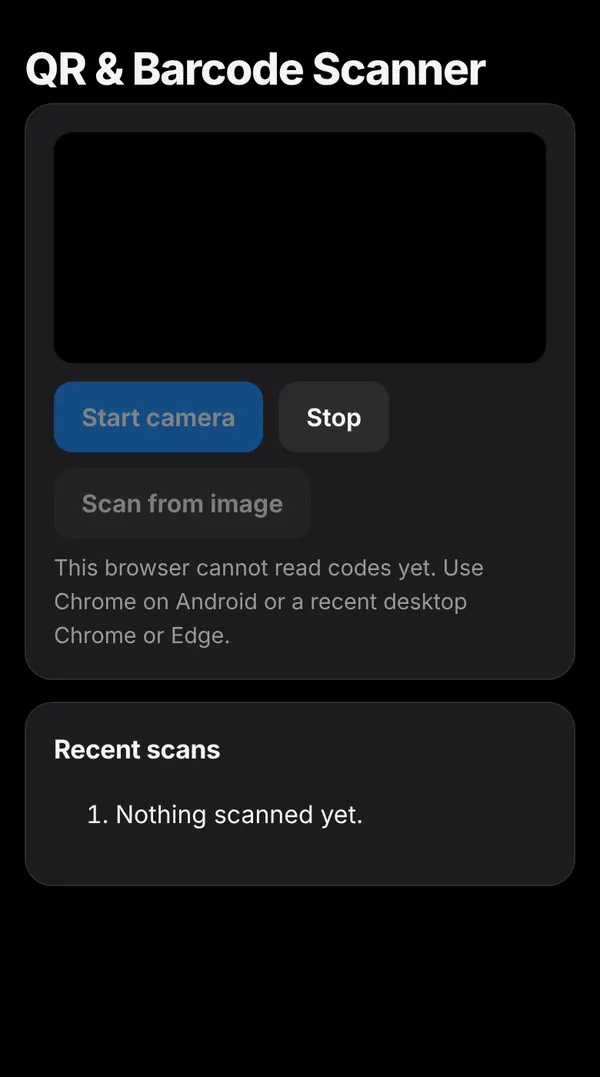 QR & Barcode Scanner
Start camera
Stop
Scan from image
This browser cannot read codes yet. Use
Chrome on Android or a recent desktop
Chrome or Edge.
Recent scans
1. Nothing scanned yet.